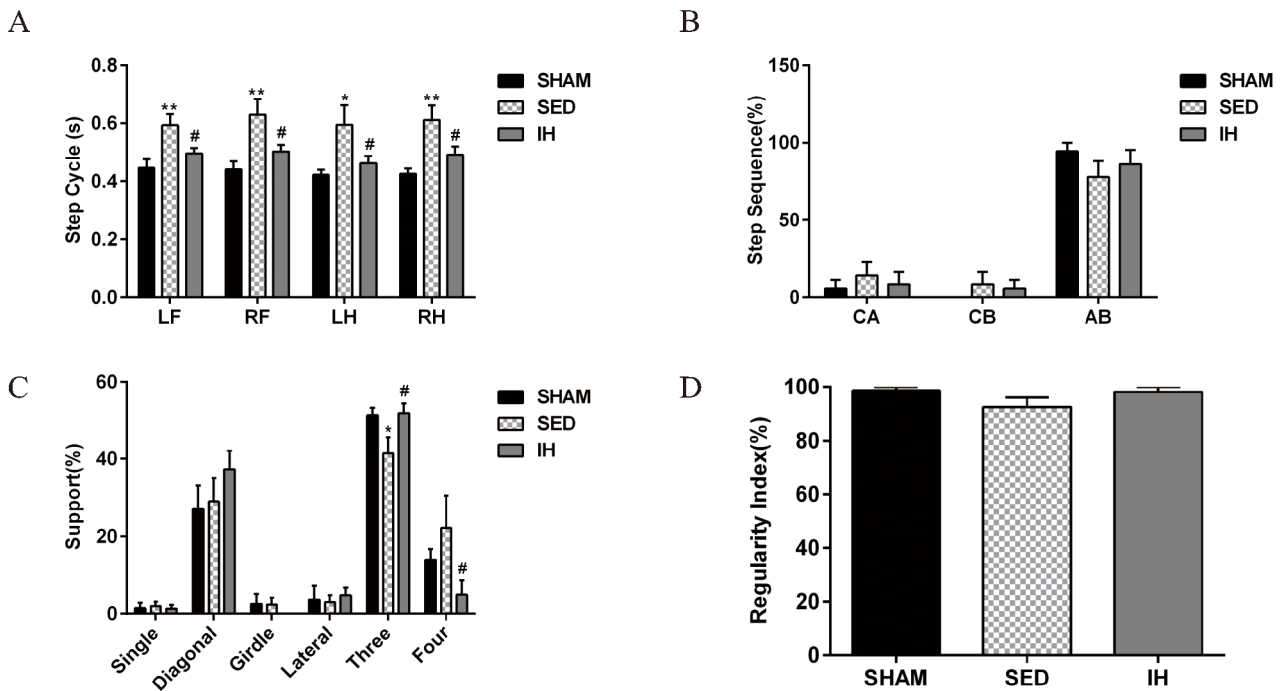 A
B
0.8
0.6
0.4
0.2
0.0
Step Cycle (s)
** # ** # * # ** #
LF RF LH RH
SHAM
SED
IH
150
100
50
0
Step Sequence(%)
CA CB AB
SHAM
SED
IH
C
D
60
40
20
0
Support(%)
* # #
Single Diagonal Girdle Lateral Three Four
SHAM
SED
IH
100
80
60
40
20
0
Regularity Index(%)
SHAM SED IH